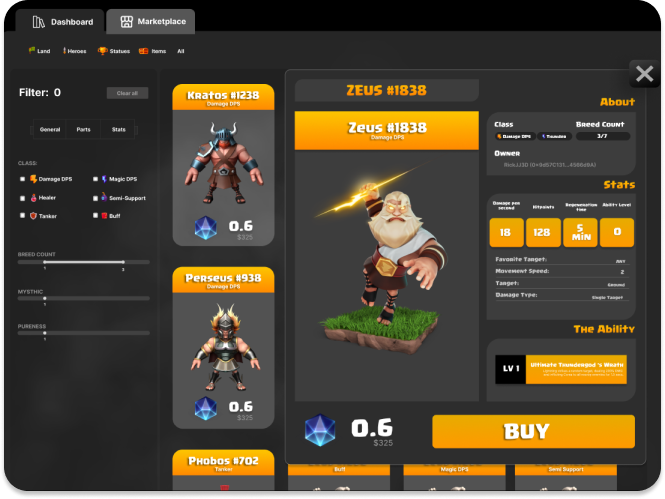 Dashboard
Marketplace
Land
Heroes
Statues
Items
All
Filter: 0
Clear all
General
Parts
Stats
CLASS:
Damage DPS
Magic DPS
Healer
Semi-Support
Tanker
Buff
BREED COUNT
1
3
MYSTHIC
1
PURENESS
1
Kratos #1238
Damage DPS
0.6
$325
Perseus #938
Damage DPS
0.6
$325
Phobos #702
Tanker
ZEUS #1838
Zeus #1838
Damage DPS
0.6
$325
About
Class
Breed Count
Damage DPS
Thunder
3/7
Owner
Stats
Damage per second
Hitpoints
Regeneration time
Ability Level
18
128
5 Min
0
Favorite Target:
Any
Movement Speed:
2
Target:
Ground
Damage Type:
Single Target
The Ability
LV 1
Ultimate Thundergod 's Wrath
BUY
Buff
Magic DPS
Semi Support